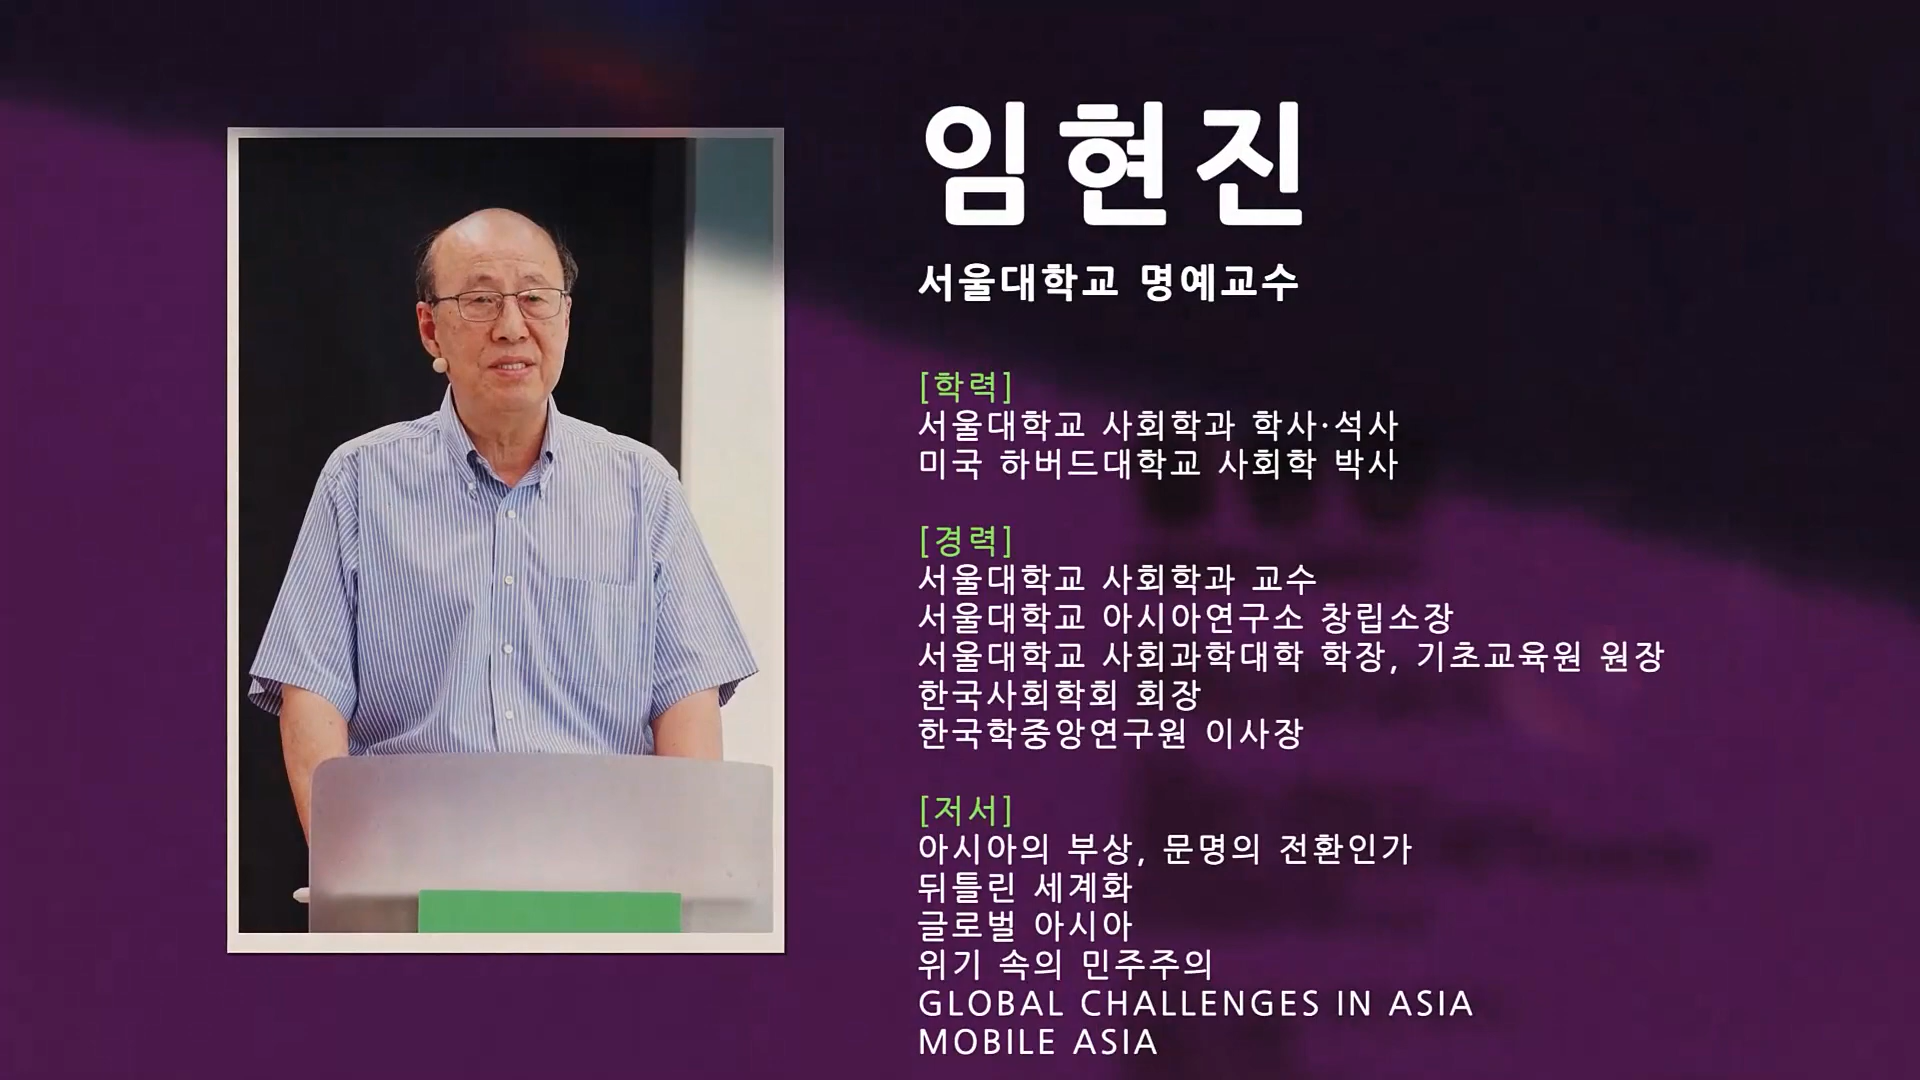 임현진
서울대학교 명예교수
[학력]
서울대학교 사회학과 학사·석사
미국 하버드대학교 사회학 박사
[경력]
서울대학교 사회학과 교수
서울대학교 아시아연구소 창립소장
서울대학교 사회과학대학 학장, 기초교육원 원장
한국사회학회 회장
한국학중앙연구원 이사장
[저서]
아시아의 부상, 문명의 전환인가
뒤틀린 세계화
글로벌 아시아
위기 속의 민주주의
GLOBAL CHALLENGES IN ASIA
MOBILE ASIA